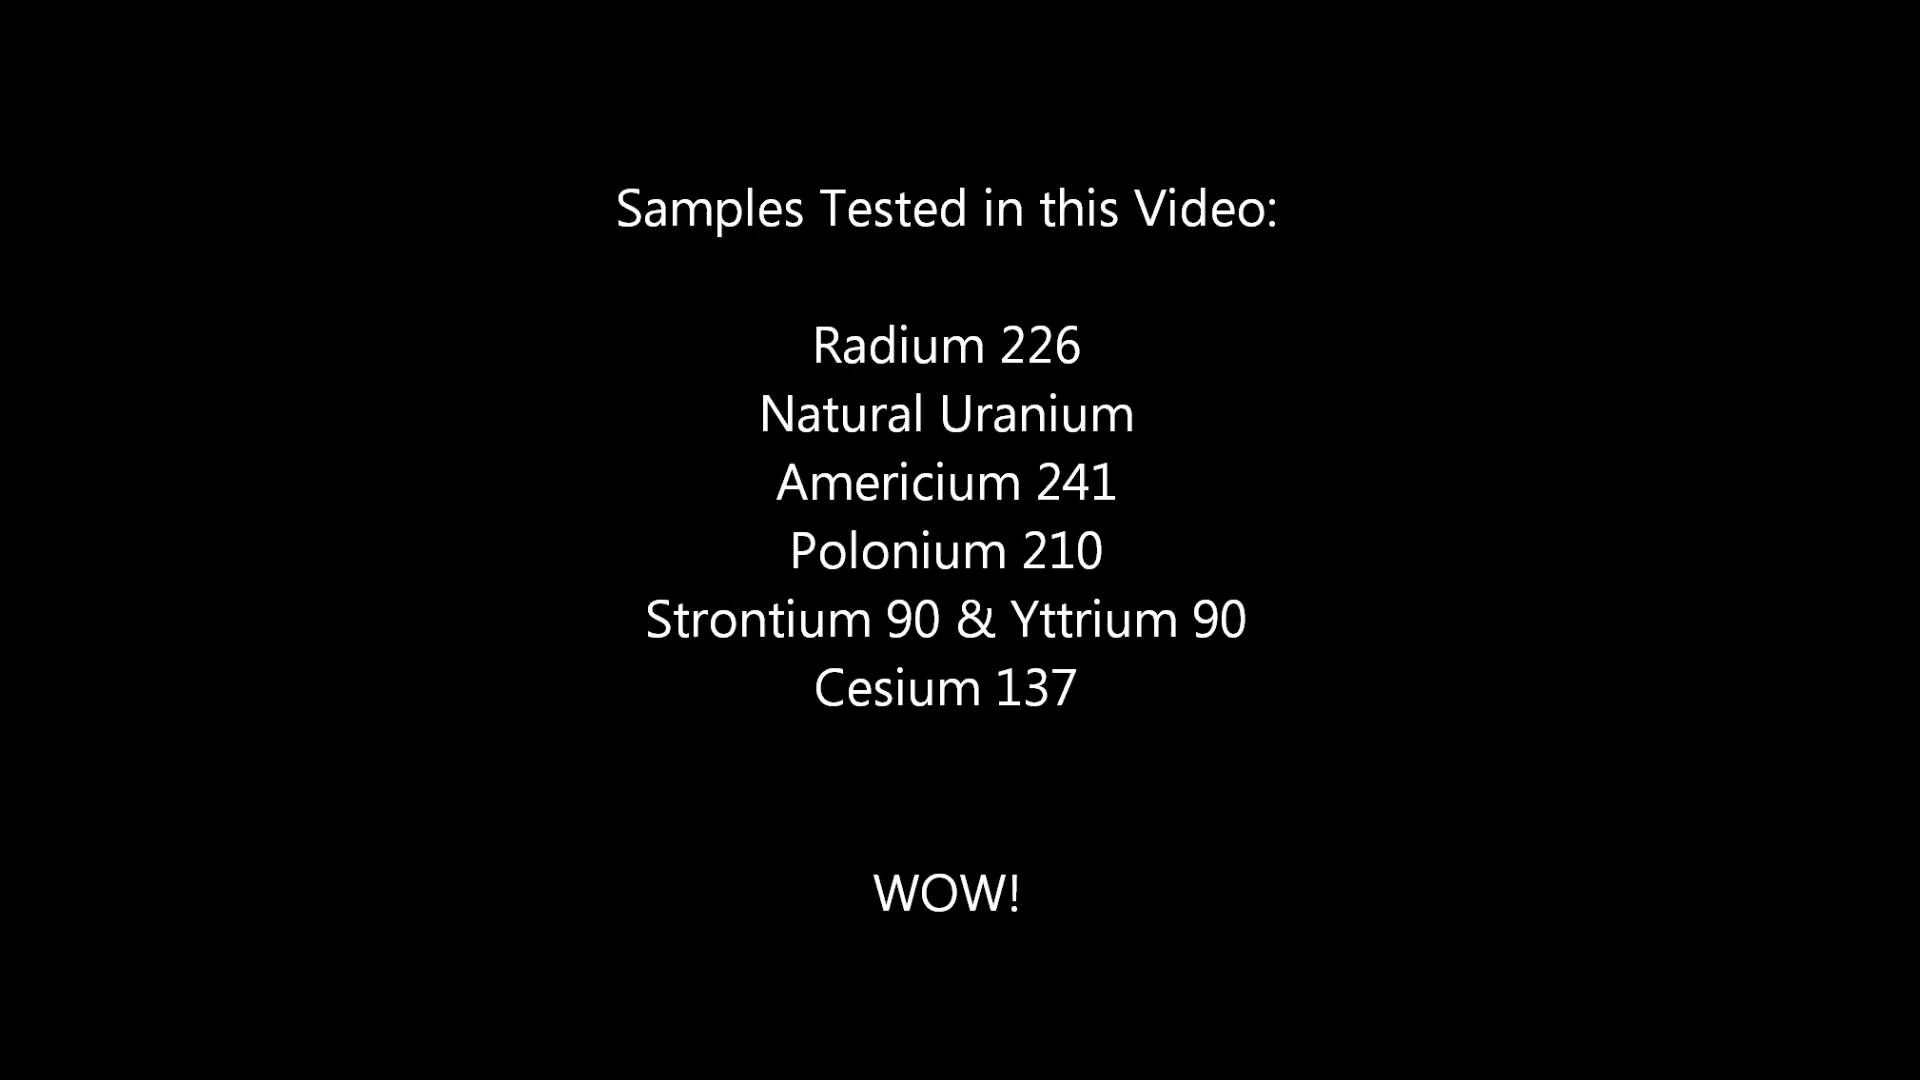 Samples Tested in this Video:
Radium 226
Natural Uranium
Americium 241
Polonium 210
Strontium 90 & Yttrium 90
Cesium 137
WOW!